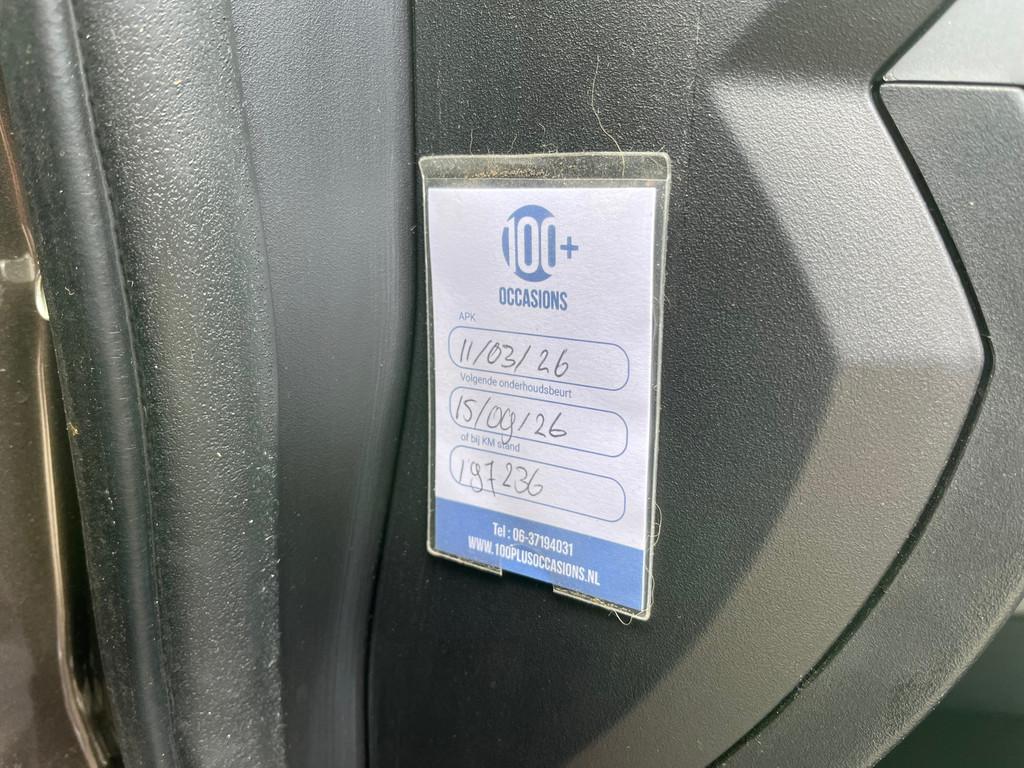 100+
OCCASIONS
APK
11/03/26
Volgende onderhoudsbeurt
15/09/26
of bij KM stand
197236
Tel : 06-37194031
WWW.100PLUSOCCASIONS.NL